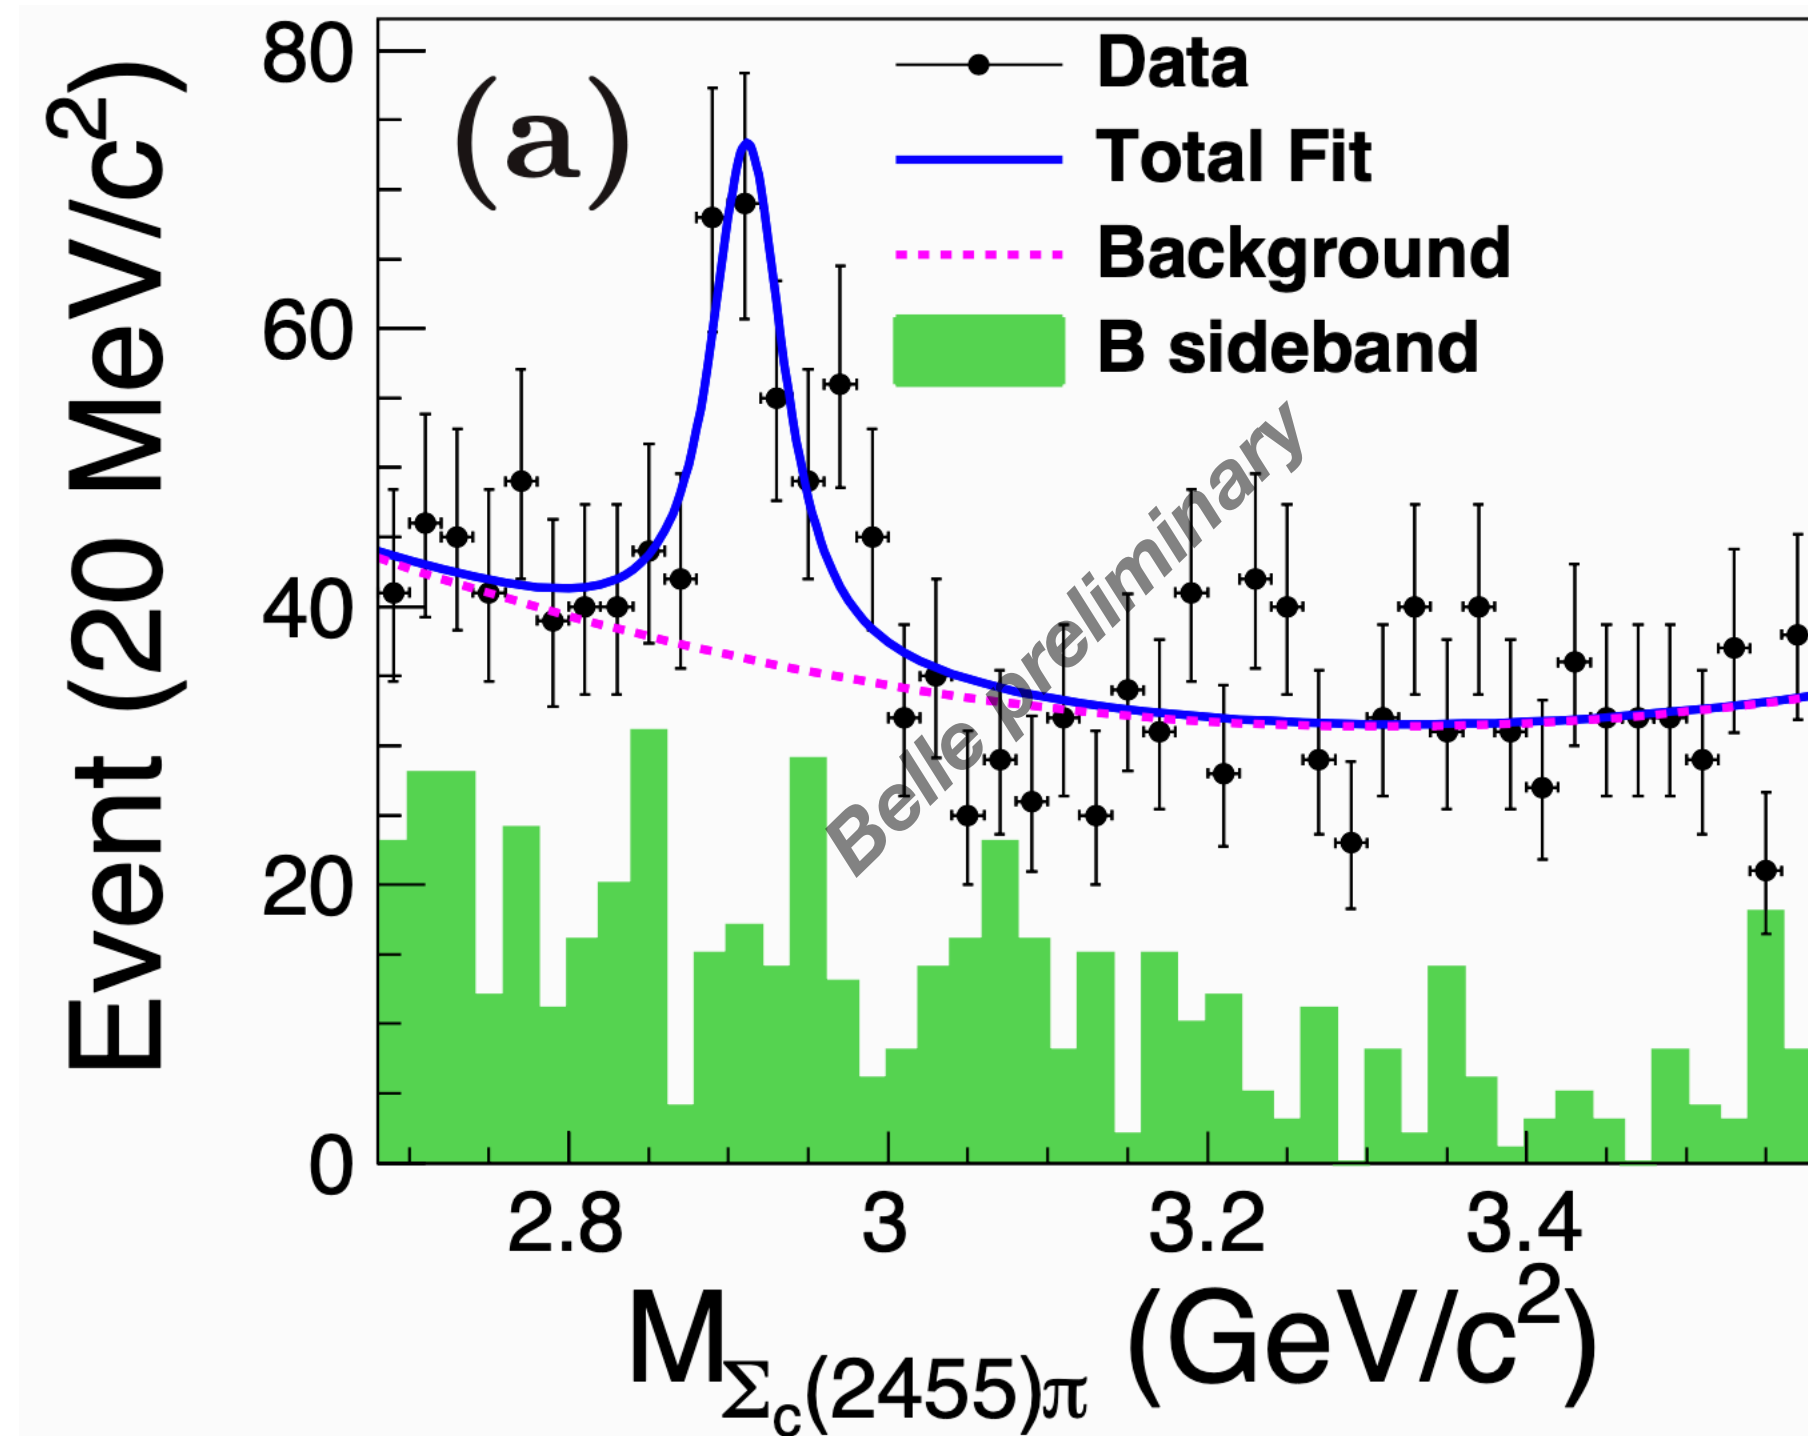 80
60
40
20
0
Event (20 MeV/c²)
(a)
Data
Total Fit
Background
B sideband
Belle preliminary
2.8 3 3.2 3.4
M_Σc(2455)π (GeV/c²)